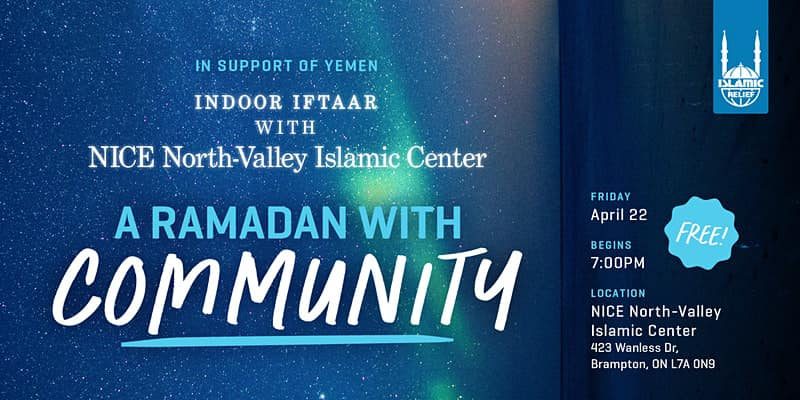 IN SUPPORT OF YEMEN
INDOOR IFTAAR
WITH
NICE North-Valley Islamic Center
A RAMADAN WITH
COMMUNITY
ISLAMIC
RELIEF
FRIDAY
April 22
FREE!
BEGINS
7:00PM
LOCATION
NICE North-Valley
Islamic Center
423 Wanless Dr,
Brampton, ON L7A 0N9